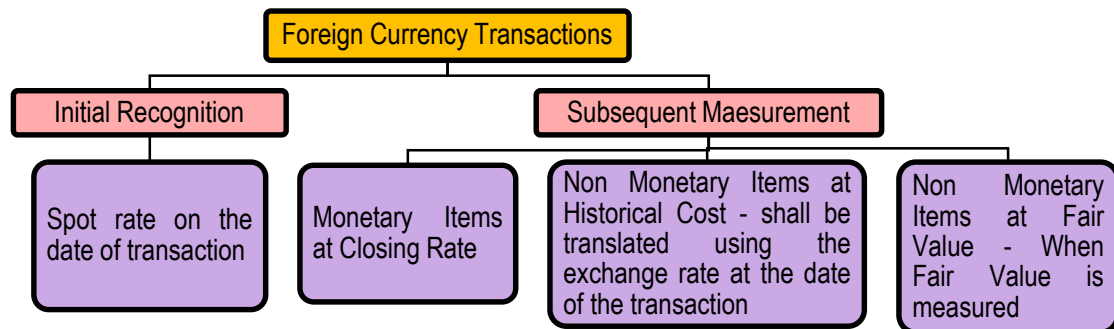 Foreign Currency Transactions
Initial Recognition
Subsequent Maesurement
Spot rate on the
date of transaction
Monetary Items
at Closing Rate
Non Monetary Items at
Historical Cost - shall be
translated using the
exchange rate at the date
of the transaction
Non Monetary
Items at Fair
Value - When
Fair Value is
measured